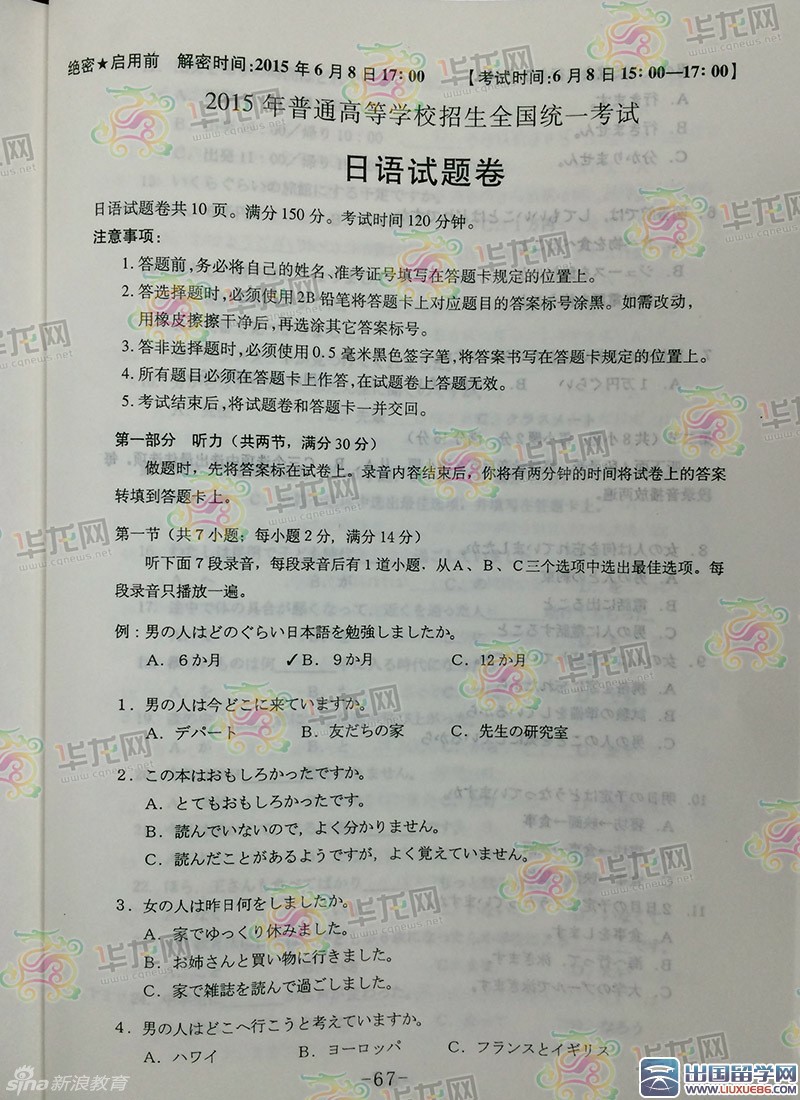 绝密★启用前 解密时间:2015年6月8日17:00 【考试时间:6月8日15:00—17:00】
2015年普通高等学校招生全国统一考试
日语试题卷
日语试题卷共10页。满分150分。考试时间120分钟。
注意事项:
1.答题前,务必将自己的姓名、准考证号填写在答题卡规定的位置上。
2.答选择题时,必须使用2B铅笔将答题卡上对应题目的答案标号涂黑。如需改动,
用橡皮擦擦干净后,再选涂其它答案标号。
3.答非选择题时,必须使用0.5毫米黑色签字笔,将答案书写在答题卡规定的位置上。
4.所有题目必须在答题卡上作答,在试题卷上答题无效。
5.考试结束后,将试题卷和答题卡一并交回。
第一部分 听力(共两节,满分30分)
做题时,先将答案标在试卷上。录音内容结束后,你将有两分钟的时间将试卷上的答案
转填到答题卡上。
第一节(共7小题;每小题2分,满分14分)
听下面7段录音,每段录音后有1道小题.从A、B、C三个选项中选出最佳选项。每
段录音只播放一遍。
例:男の人はどのぐらい日本語を勉強しましたか。
A.6か月 ✓B.9か月 C.12か月
1.男の人は今どこに来ていますか。
A.デパート B.友だちの家 C.先生の研究室
2.この本はおもしろかったですか。
A.とてもおもしろかったです。
B.読んでいないので,よく分かりません。
C.読んだことがあるようですが,よく覚えていません。
3.女の人は昨日何をしましたか。
A.家でゆっくり休みました。
B.お姉さんと買い物に行きました。
C.家で雑誌を読んで過ごしました。
4.男の人はどこへ行こうと考えていますか。
A.ハワイ B.ヨーロッパ C.フランスとイギリス
-67-
sina新浪教育
出国留学网
WWW.LIUXUE86.COM
华龙网
www.cqnews.net